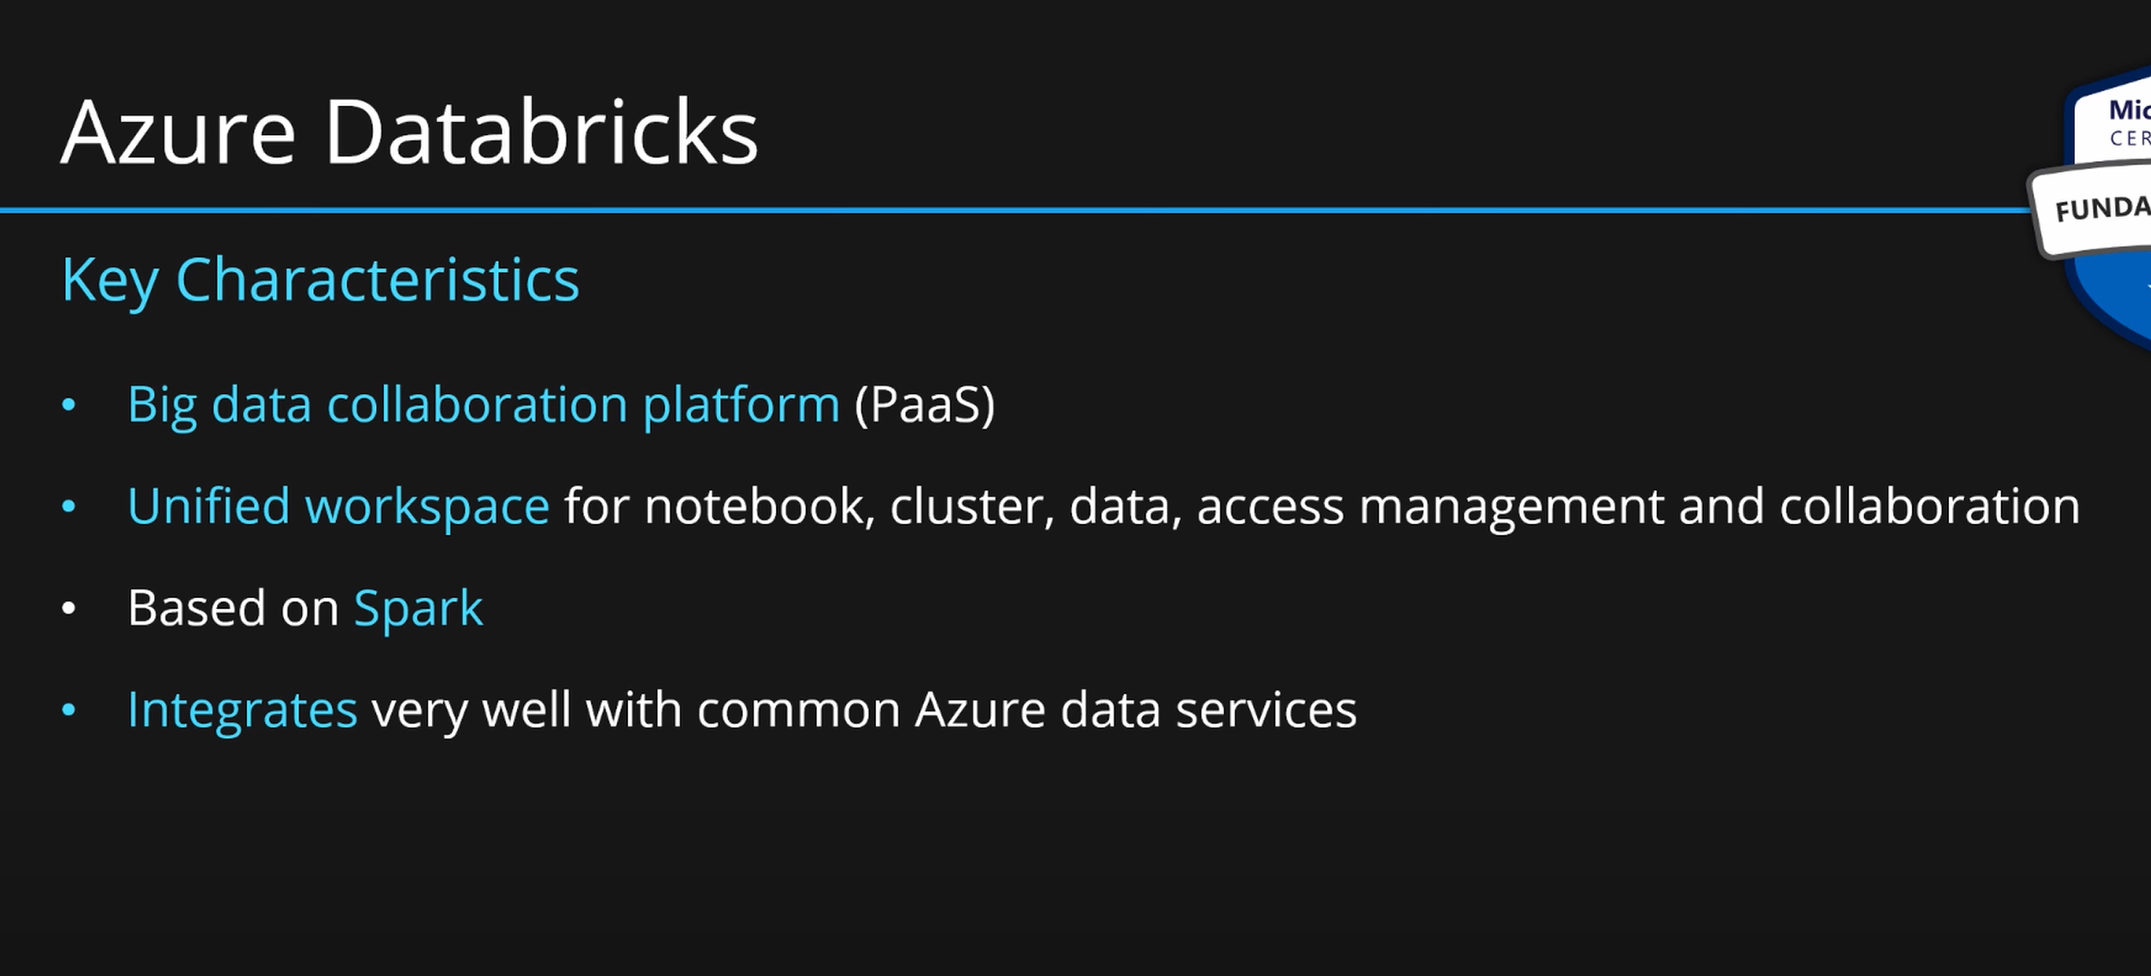 Azure Databricks
Mic
CER
FUNDA
Key Characteristics
• Big data collaboration platform (PaaS)
• Unified workspace for notebook, cluster, data, access management and collaboration
• Based on Spark
• Integrates very well with common Azure data services